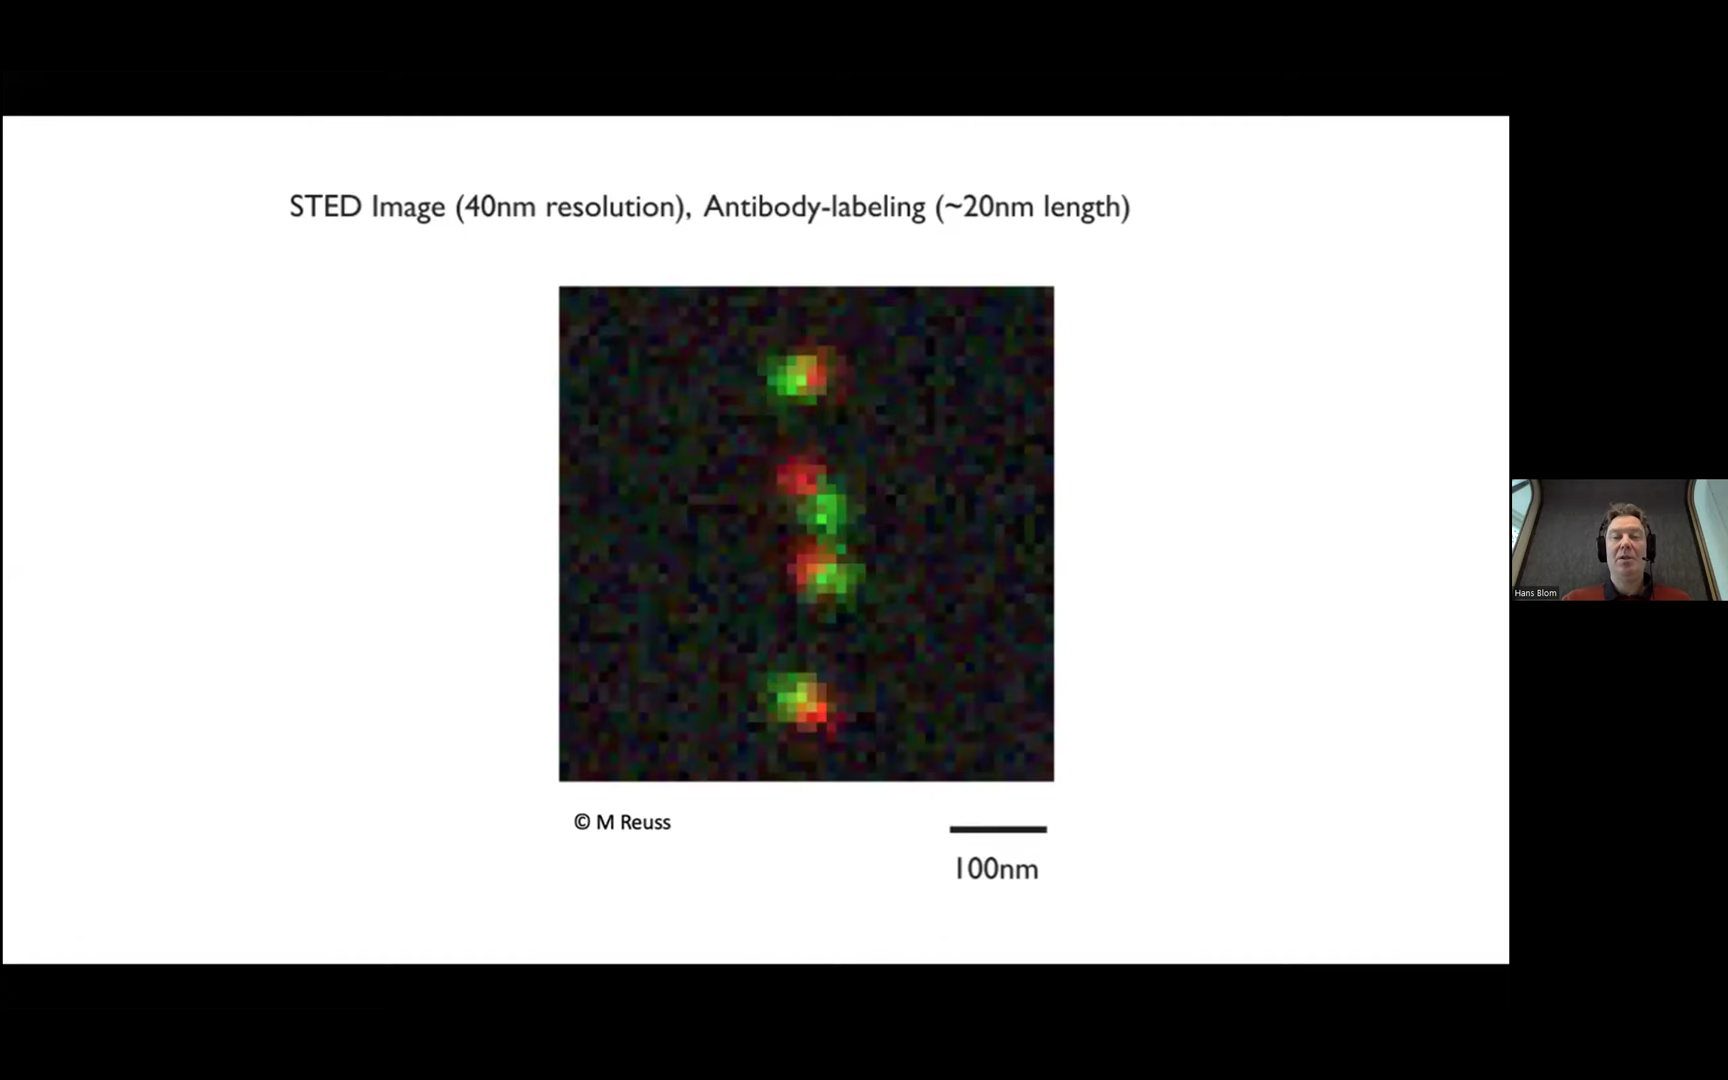 STED Image (40nm resolution), Antibody-labeling (~20nm length)
© M Reuss
100nm
Hans Blom